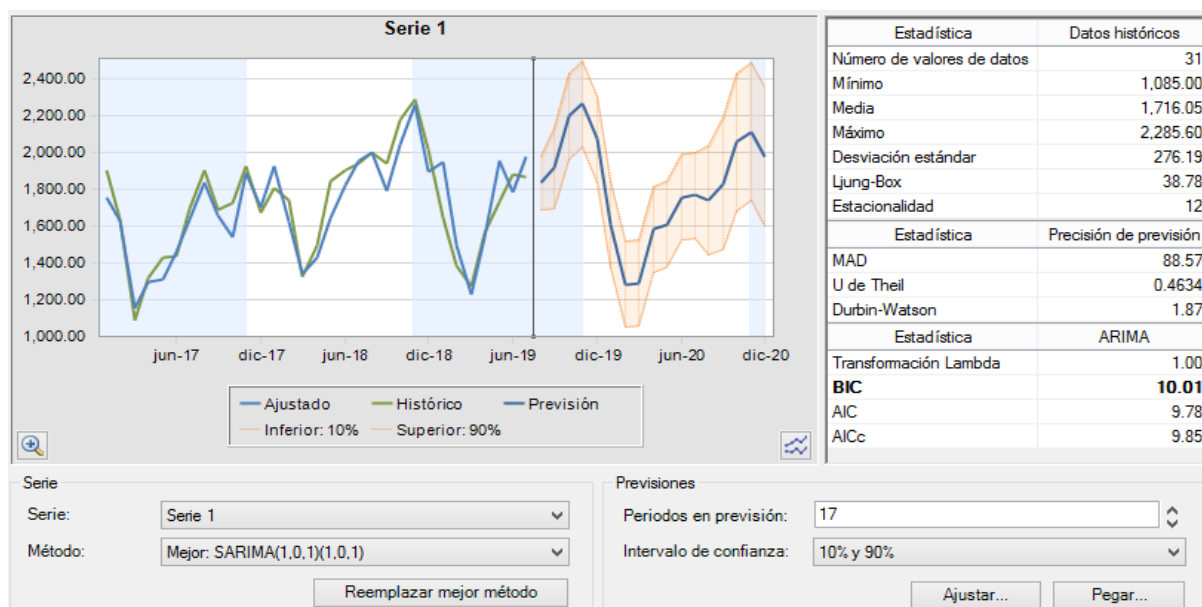 Serie 1
2,400.00
2,200.00
2,000.00
1,800.00
1,600.00
1,400.00
1,200.00
1,000.00
jun-17 dic-17 jun-18 dic-18 jun-19 dic-19 jun-20 dic-20
Ajustado Histórico Previsión
Inferior: 10% Superior: 90%
Estadística Datos históricos
Número de valores de datos 31
Mínimo 1,085.00
Media 1,716.05
Máximo 2,285.60
Desviación estándar 276.19
Ljung-Box 38.78
Estacionalidad 12
Estadística Precisión de previsión
MAD 88.57
U de Theil 0.4634
Durbin-Watson 1.87
Estadística ARIMA
Transformación Lambda 1.00
BIC 10.01
AIC 9.78
AICc 9.85
Serie
Serie: Serie 1
Método: Mejor: SARIMA(1,0,1)(1,0,1)
Reemplazar mejor método
Previsiones
Periodos en previsión: 17
Intervalo de confianza: 10% y 90%
Ajustar... Pegar...